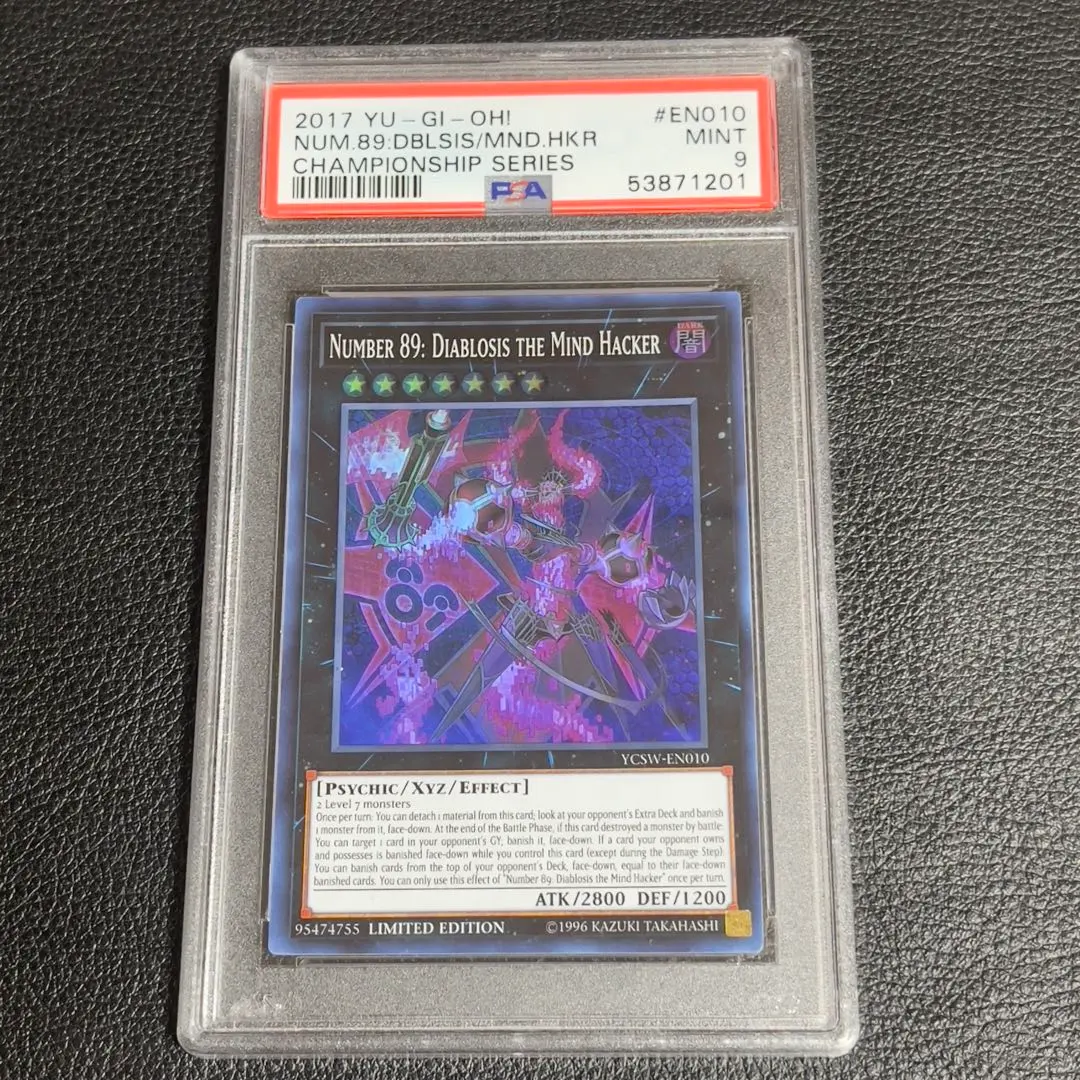 2017 YU-GI-OH! #EN010
NUM.89:DBLSIS/MND.HKR MINT
CHAMPIONSHIP SERIES 9
PSA 53871201
NUMBER 89: DIABLOSIS THE MIND HACKER
DARK
闇
89
YCSW-EN010
[PSYCHIC/XYZ/EFFECT]
2 Level 7 monsters
Once per turn: You can detach 1 material from this card; look at your opponent's Extra Deck and banish
1 monster from it, face-down. At the end of the Battle Phase, if this card destroyed a monster by battle:
You can target 1 card in your opponent's GY; banish it, face-down. If a card your opponent owns
and possesses is banished face-down while you control this card (except during the Damage Step):
You can banish cards from the top of your opponent's Deck, face-down, equal to their face-down
banished cards. You can only use this effect of "Number 89: Diablosis the Mind Hacker" once per turn.
ATK/2800 DEF/1200
95474755 LIMITED EDITION ©1996 KAZUKI TAKAHASHI